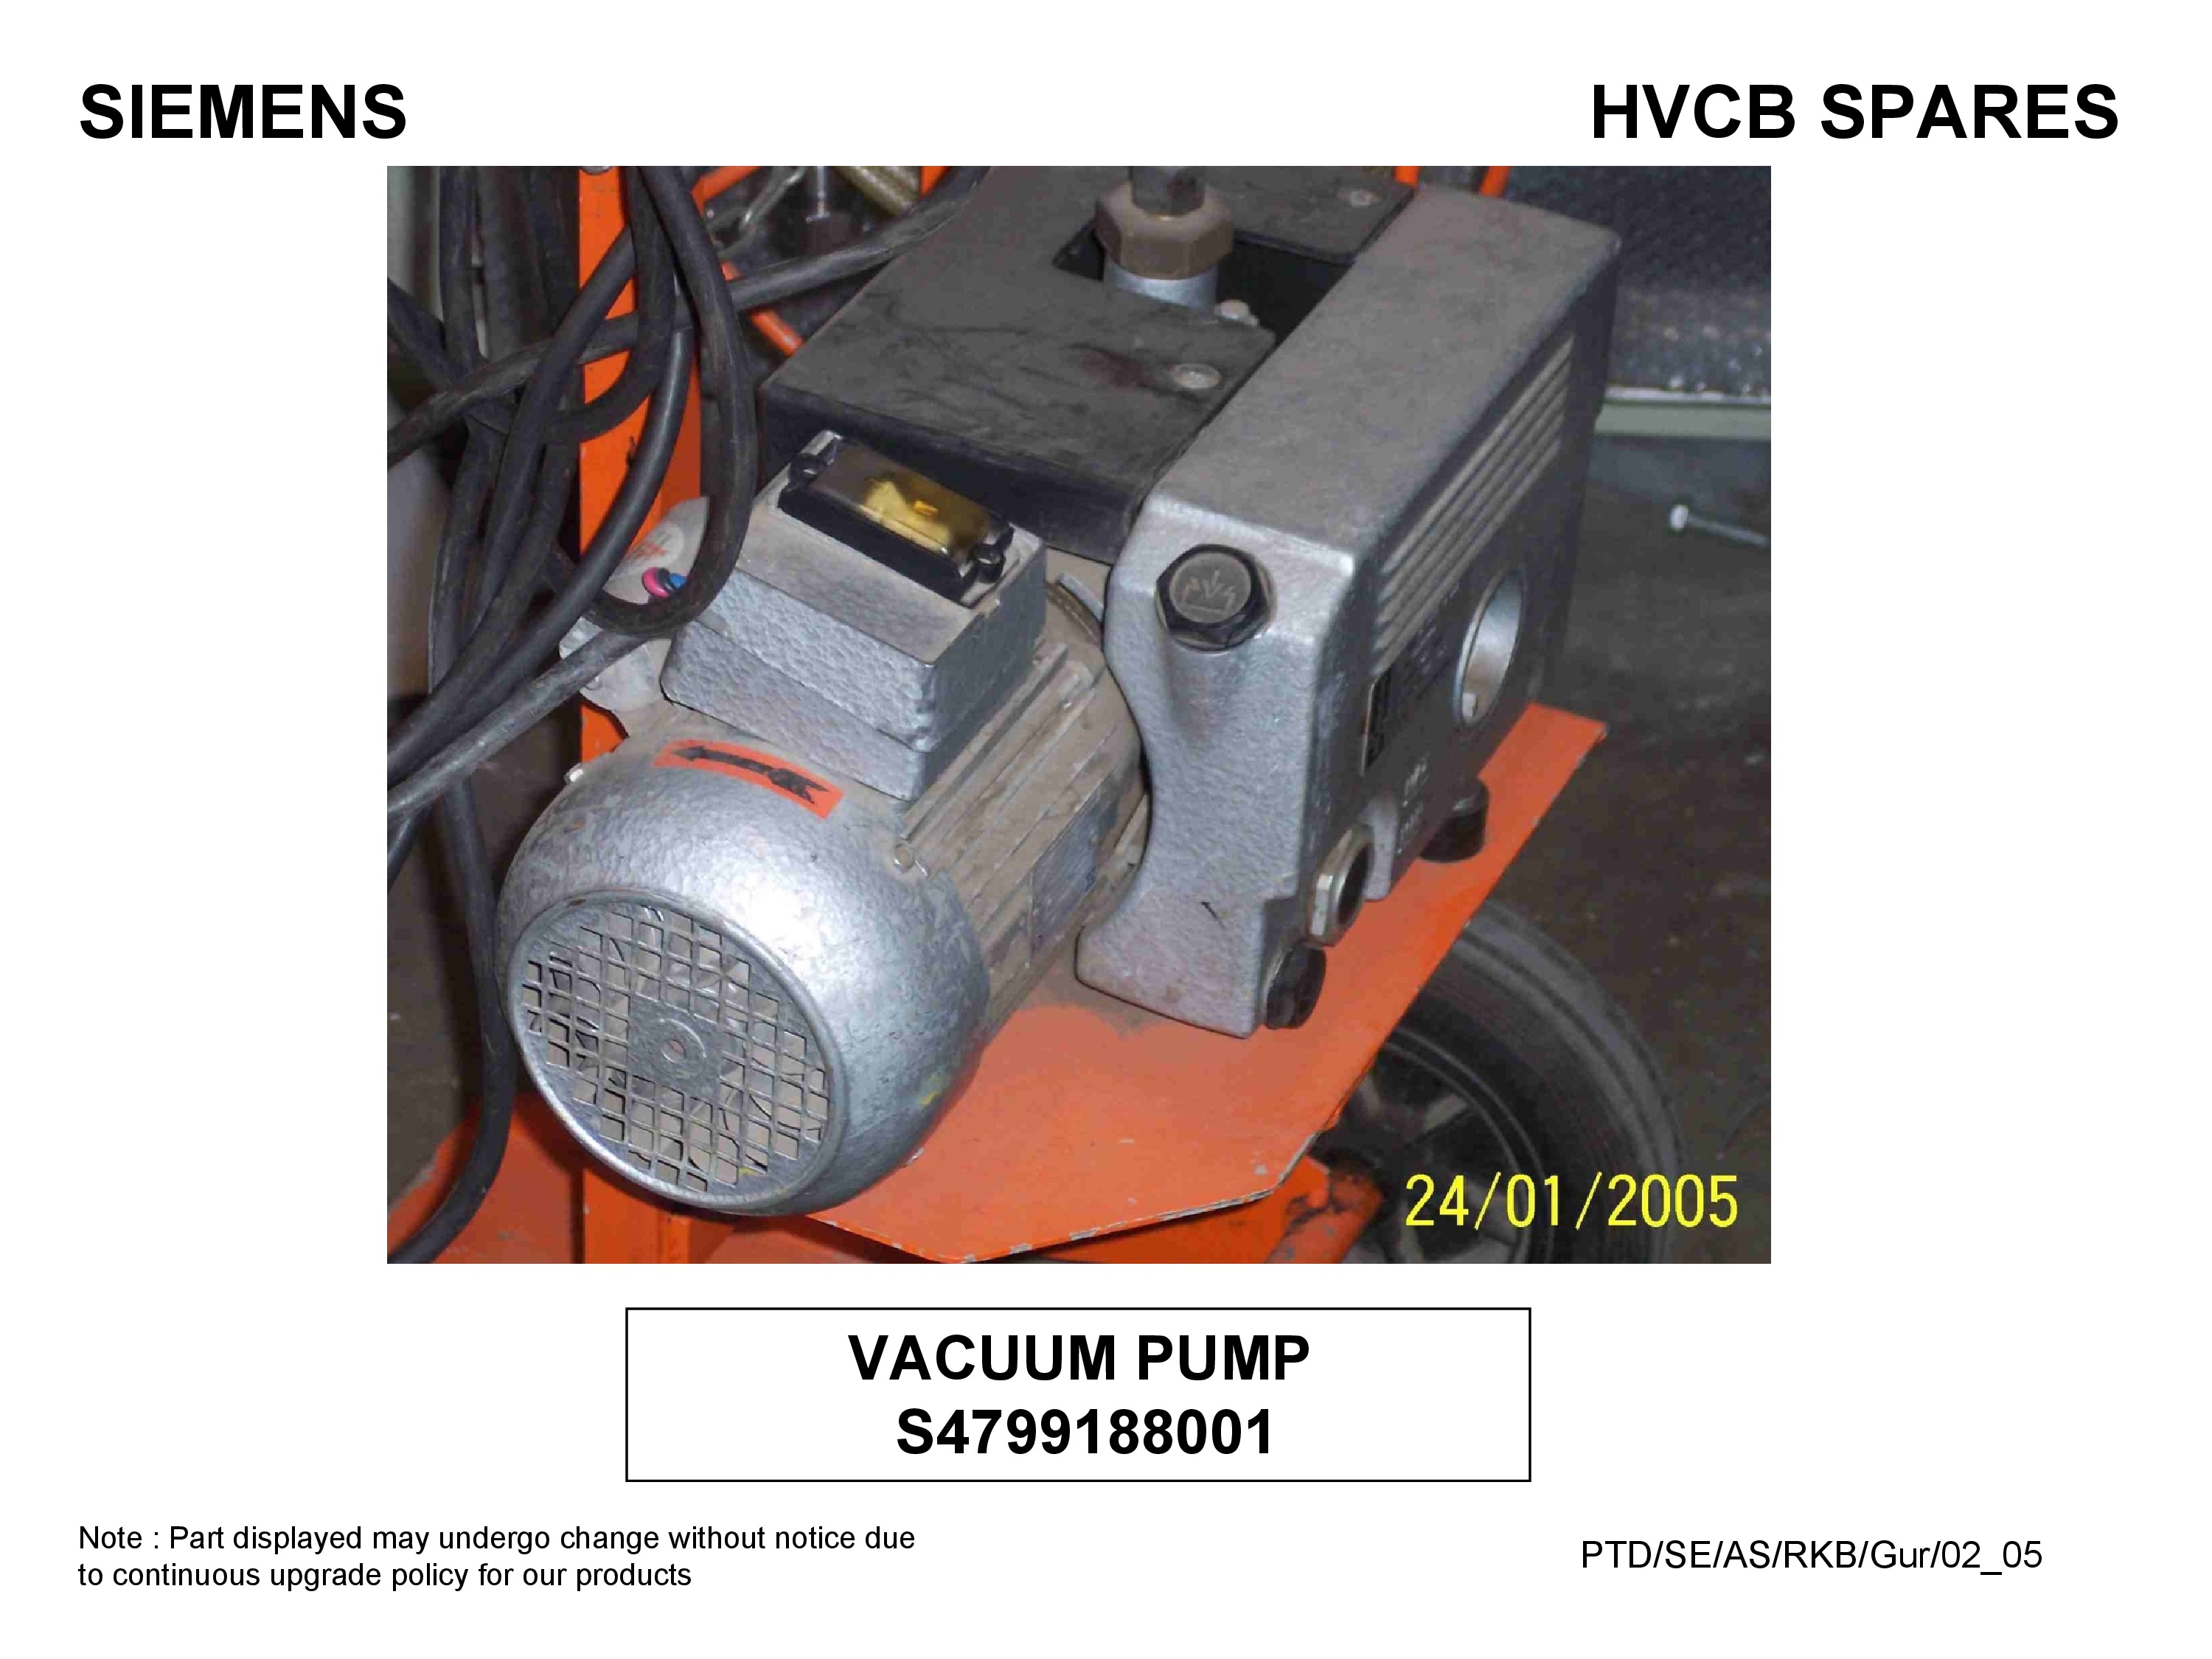 SIEMENS
HVCB SPARES
24/01/2005
VACUUM PUMP
S4799188001
Note : Part displayed may undergo change without notice due
to continuous upgrade policy for our products
PTD/SE/AS/RKB/Gur/02_05